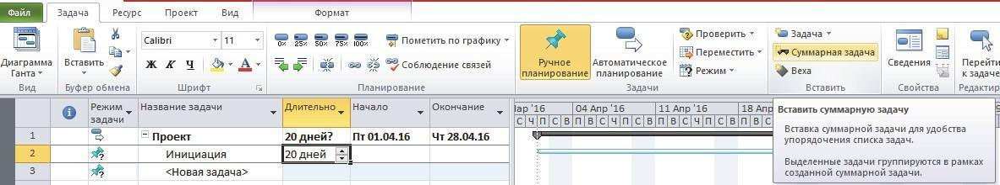 Файл Задача Ресурс Проект Вид Формат
Диаграмма Ганта
Вид
Вставить
Буфер обмена
Calibri 11
Ж К Ч А
Шрифт
0% 25% 50% 75% 100%
Пометить по графику
Соблюдение связей
Планирование
Ручное планирование
Автоматическое планирование
Проверить
Переместить
Режим
Задачи
Задача
Суммарная задача
Веха
Вставить
Сведения
Свойства
Перейти к задаче
Редактир
Режим задачи Название задачи Длительно Начало Окончание
1 Проект 20 дней? Пт 01.04.16 Чт 28.04.16
2 Инициация 20 дней
3 <Новая задача>
Лар '16 04 Апр '16 11 Апр '16 18 Апр
С Ч П С В П В Т С Ч П С В П В Т С Ч П С В П В
Вставить суммарную задачу
Вставка суммарной задачи для удобства
упорядочения списка задач.
Выделенные задачи группируются в рамках
созданной суммарной задачи.